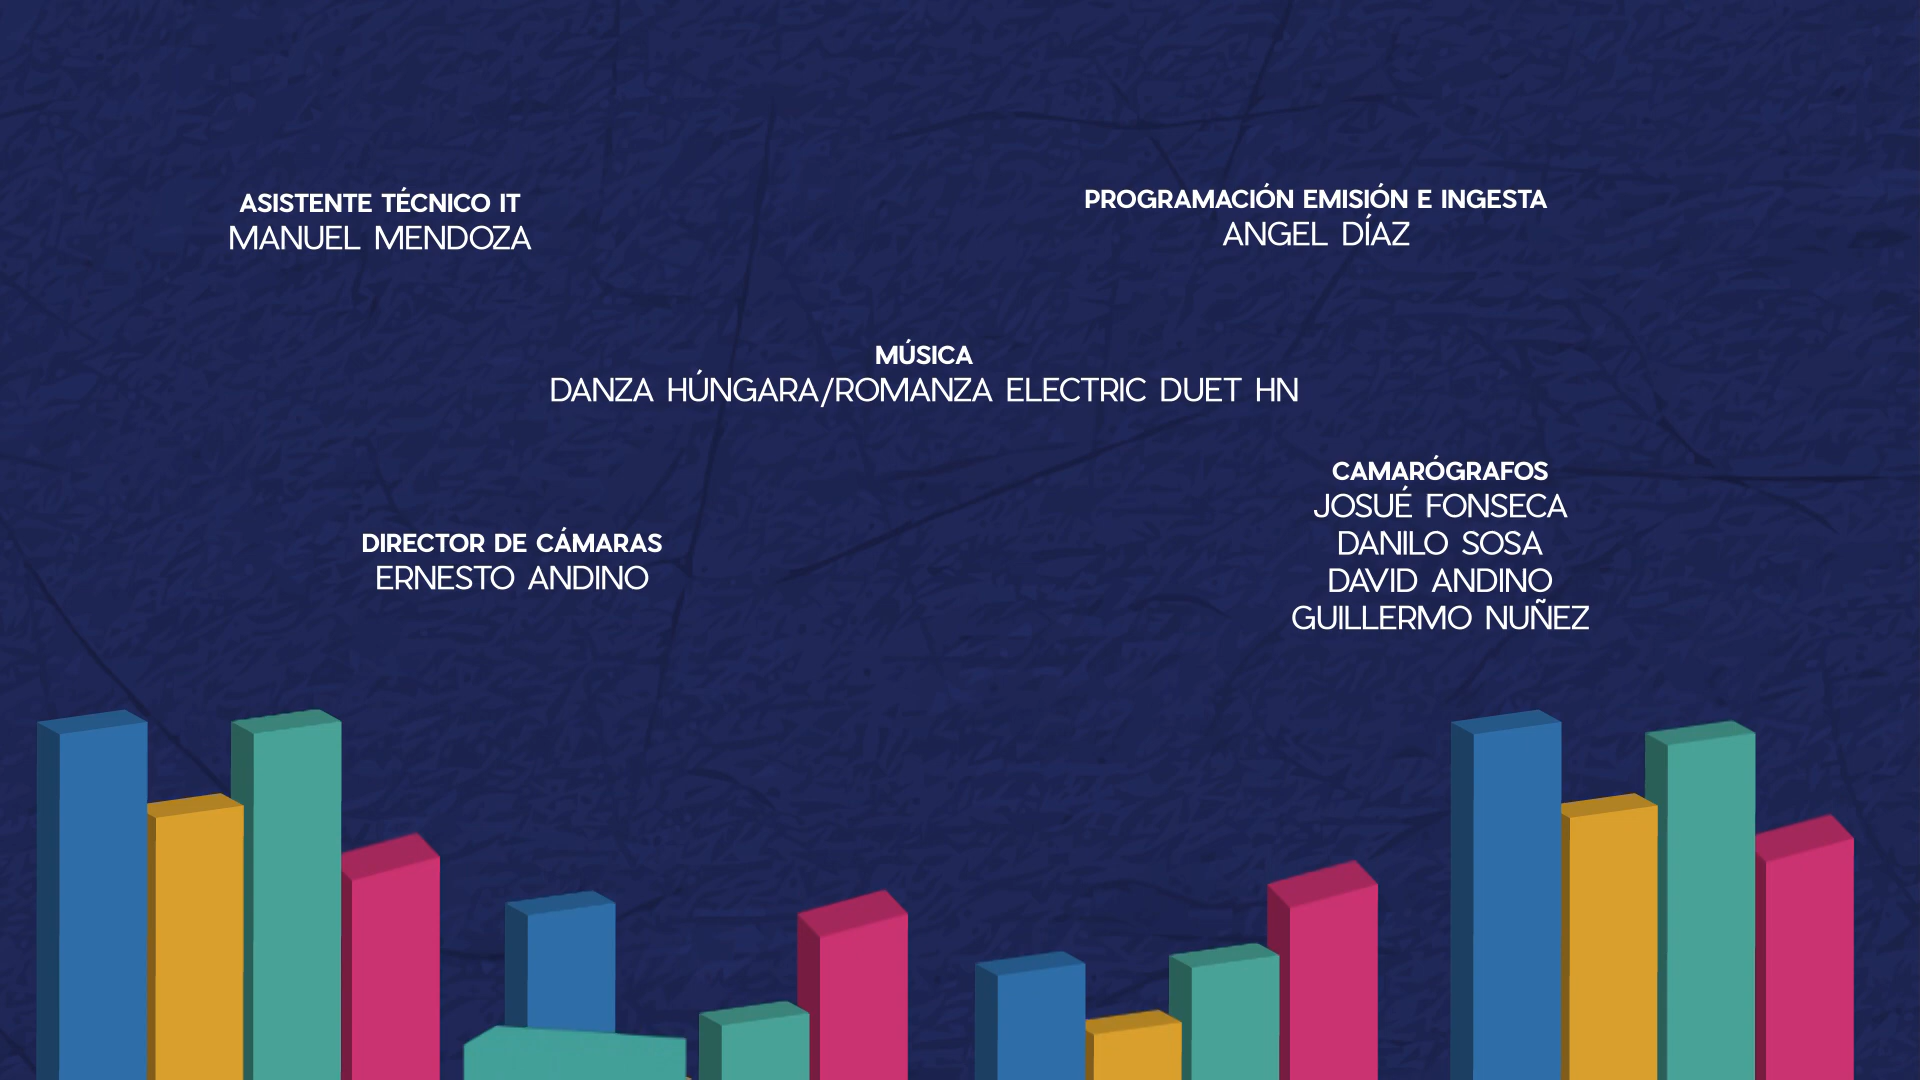 ASISTENTE TÉCNICO IT
MANUEL MENDOZA
PROGRAMACIÓN EMISIÓN E INGESTA
ANGEL DÍAZ
MÚSICA
DANZA HÚNGARA/ROMANZA ELECTRIC DUET HN
DIRECTOR DE CÁMARAS
ERNESTO ANDINO
CAMARÓGRAFOS
JOSUÉ FONSECA
DANILO SOSA
DAVID ANDINO
GUILLERMO NUÑEZ